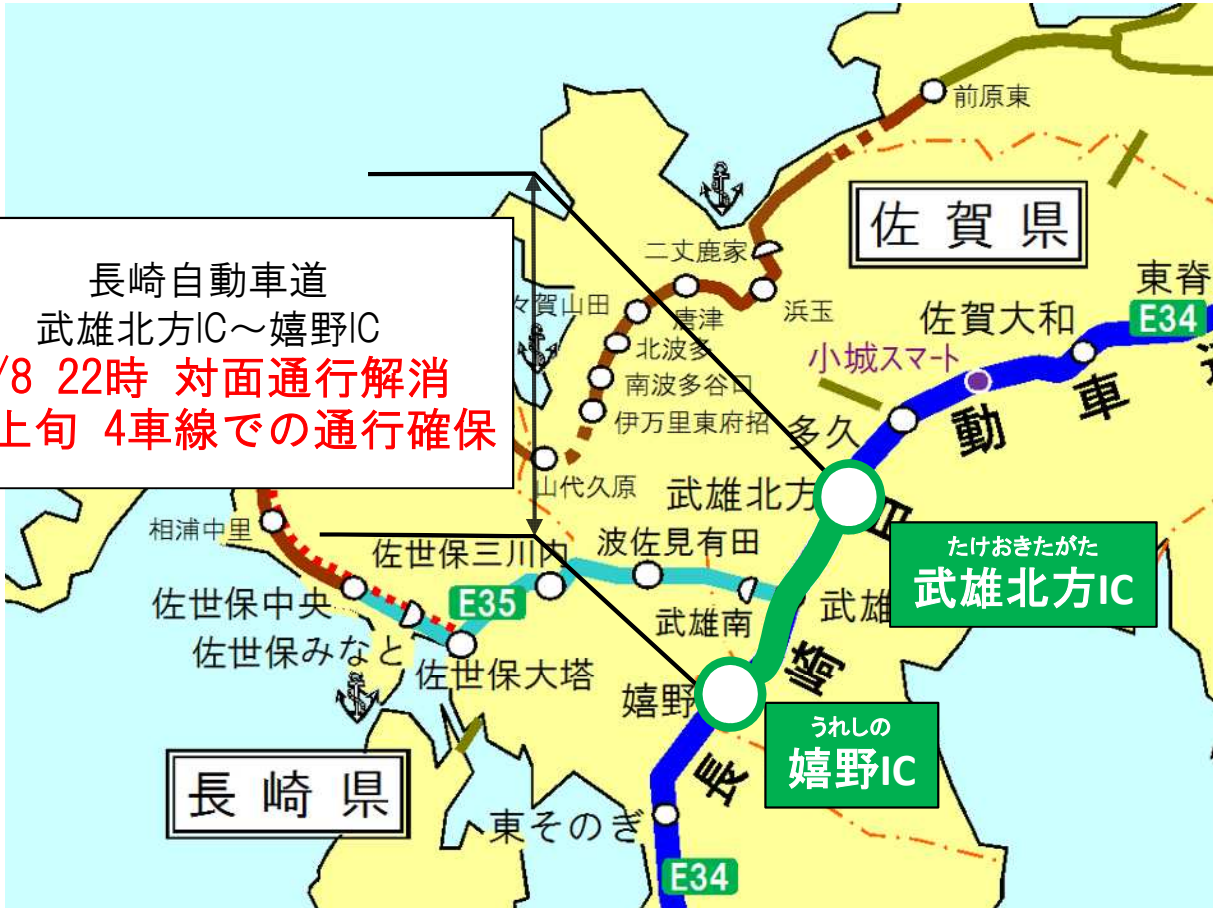 前原東
佐賀県
長崎自動車道
武雄北方IC～嬉野IC
/8 22時 対面通行解消
上旬 4車線での通行確保
二丈鹿家
々賀山田
唐津
浜玉
北波多
南波多谷口
伊万里東府招
山代久原
東脊
E34
佐賀大和
小城スマート
多久
動車道
武雄北方
たけおきたがた
武雄北方IC
相浦中里
佐世保三川内
波佐見有田
佐世保中央
E35
武雄南
武雄
佐世保みなと
佐世保大塔
嬉野
うれしの
嬉野IC
長崎
長崎県
東そのぎ
E34